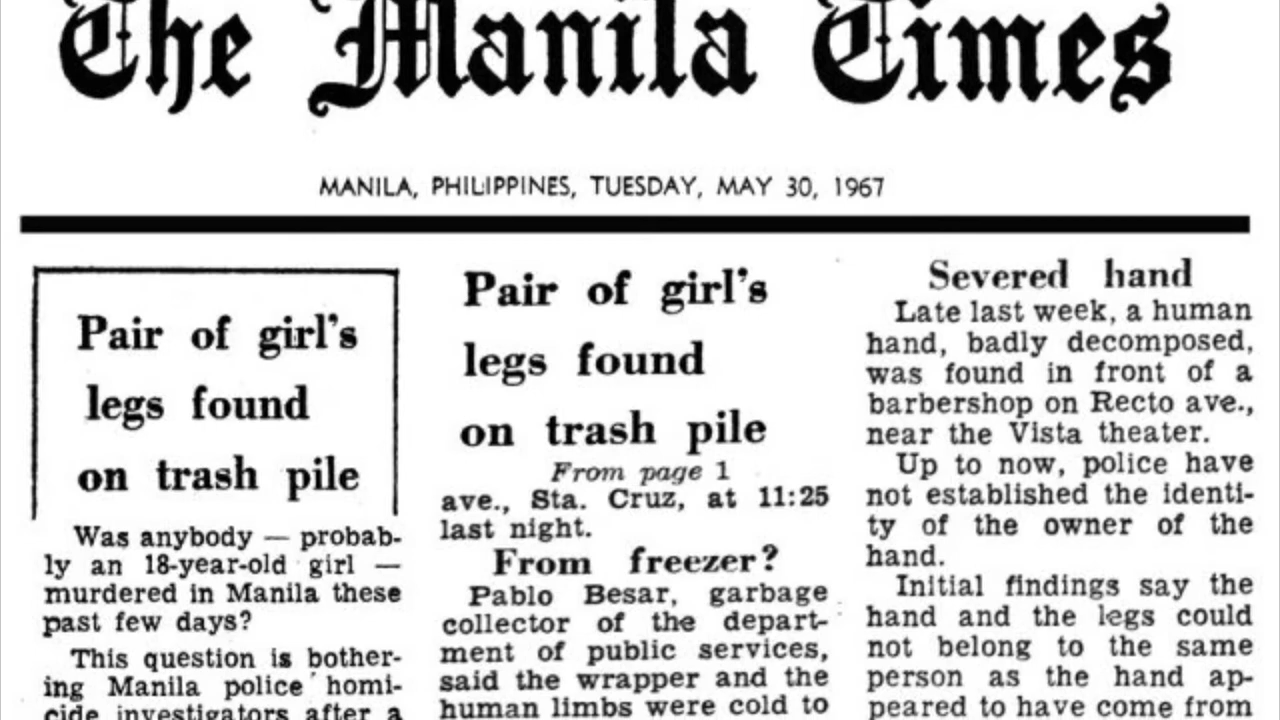 The Manila Times
MANILA, PHILIPPINES, TUESDAY, MAY 30, 1967
Pair of girl's
legs found
on trash pile
Was anybody — probab-
ly an 18-year-old girl —
murdered in Manila these
past few days?
This question is bother-
ing Manila police homi-
cide investigators after a
Pair of girl's
legs found
on trash pile
From page 1
ave., Sta. Cruz, at 11:25
last night.
From freezer?
Pablo Besar, garbage
collector of the depart-
ment of public services,
said the wrapper and the
human limbs were cold to
Severed hand
Late last week, a human
hand, badly decomposed,
was found in front of a
barbershop on Recto ave.,
near the Vista theater.
Up to now, police have
not established the identi-
ty of the owner of the
hand.
Initial findings say the
hand and the legs could
not belong to the same
person as the hand ap-
peared to have come from